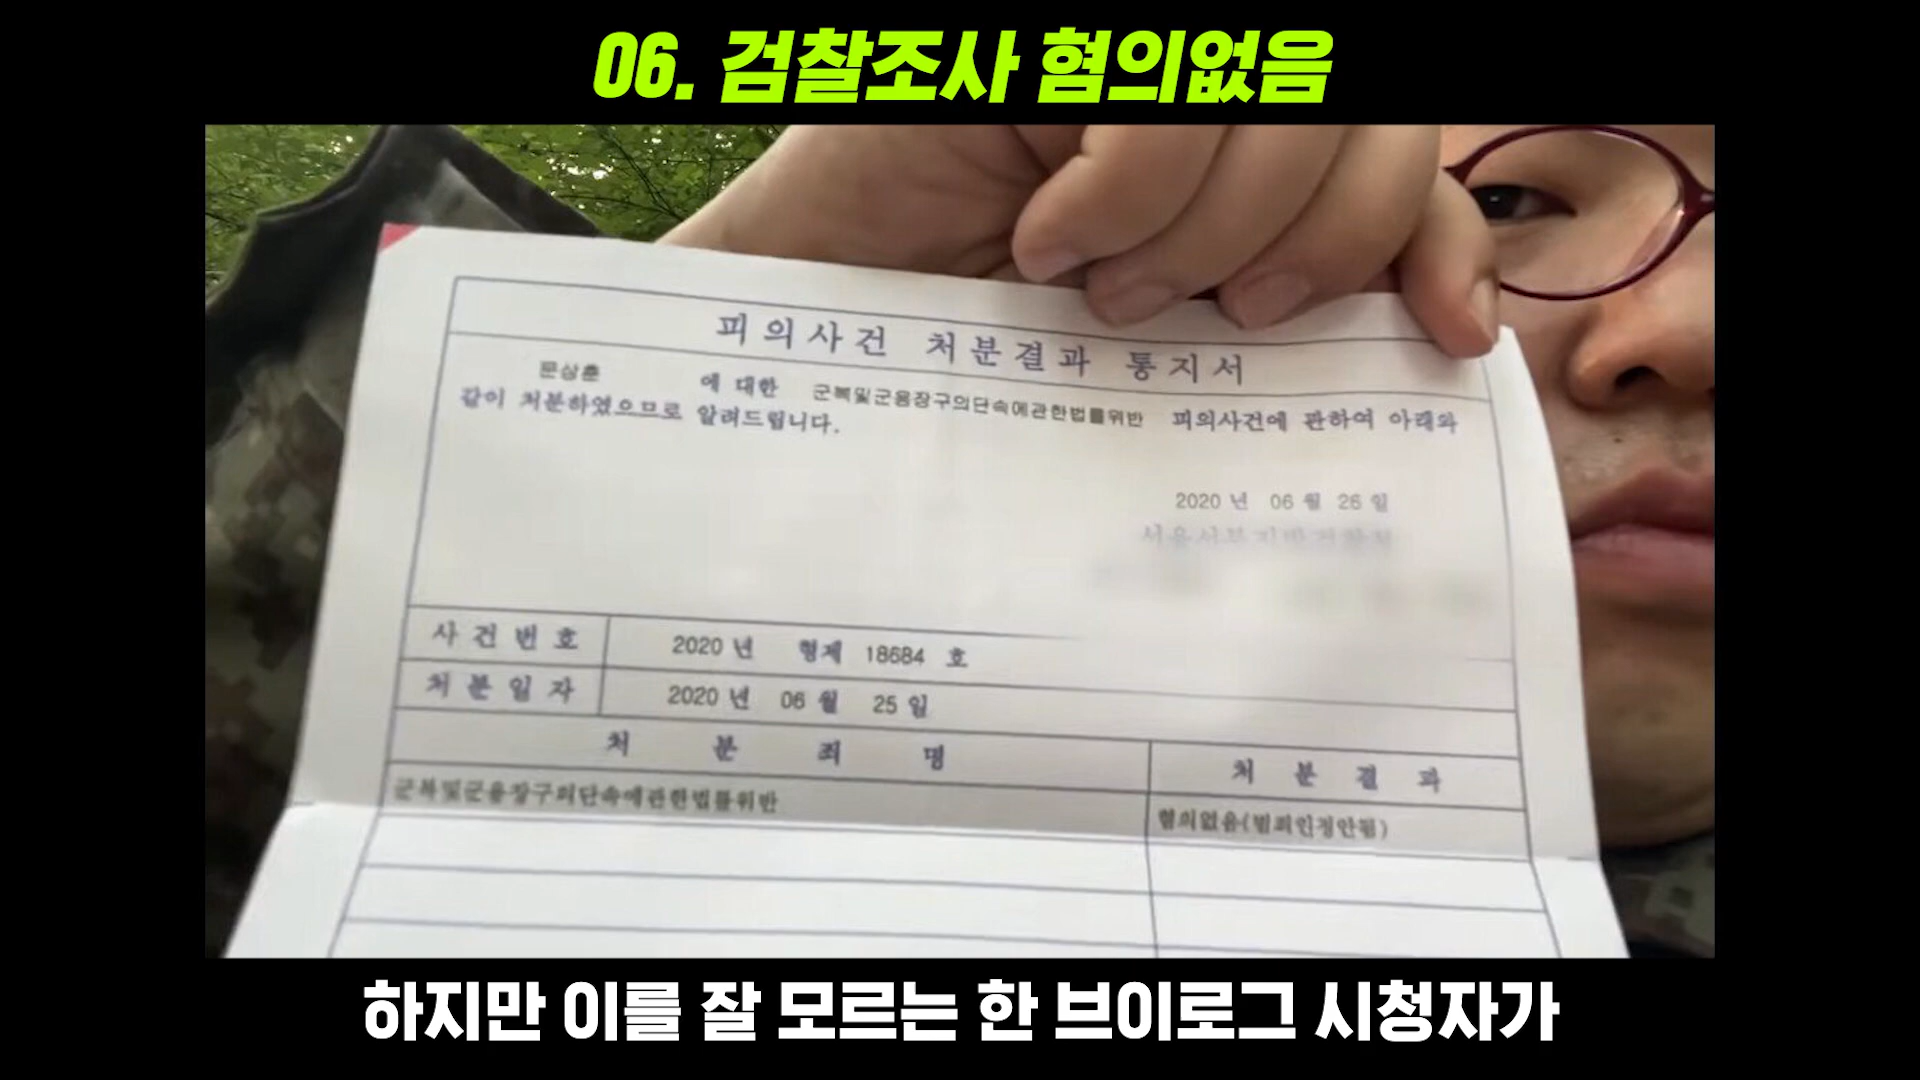 06. 검찰조사 혐의없음
피의사건 처분결과 통지서
문상훈 에 대한 군복및군용장구의단속에관한법률위반 피의사건에 관하여 아래와
같이 처분하였으므로 알려드립니다.
2020 년 06 월 26 일
사건번호 2020 년 형제 18684 호
처분일자 2020 년 06 월 25 일
처분죄명 처분결과
군복및군용장구의단속에관한법률위반 혐의없음(범죄인정안됨)
하지만 이를 잘 모르는 한 브이로그 시청자가